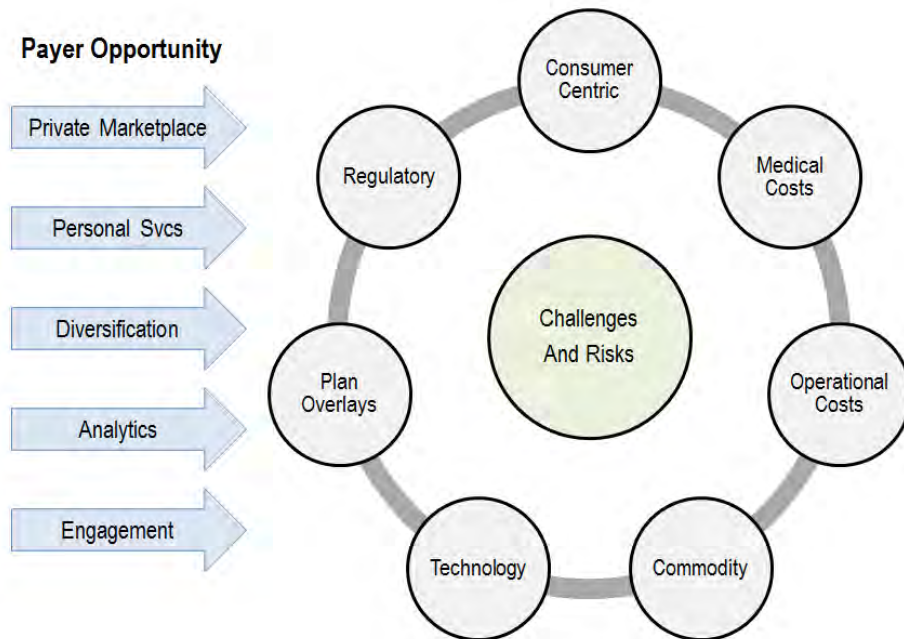 Payer Opportunity
Private Marketplace
Personal Svcs
Diversification
Analytics
Engagement
Consumer
Centric
Medical
Costs
Operational
Costs
Commodity
Technology
Plan
Overlays
Regulatory
Challenges
And Risks